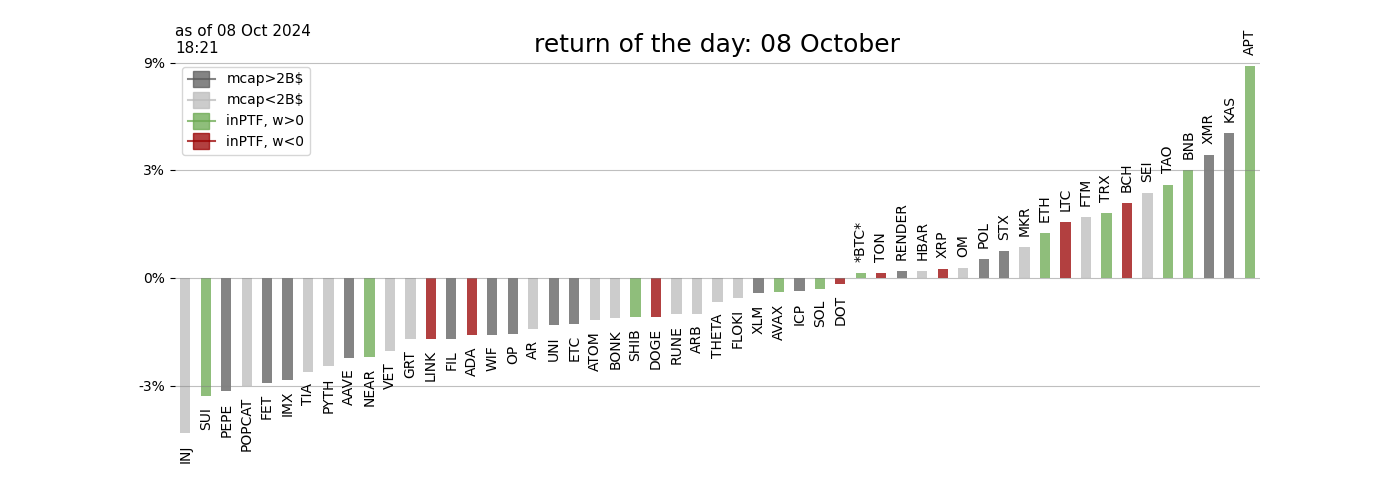 as of 08 Oct 2024
18:21
return of the day: 08 October
9%
3%
0%
-3%
mcap>2B$
mcap<2B$
inPTF, w>0
inPTF, w<0
INJ
SUI
PEPE
POPCAT
FET
IMX
TIA
PYTH
AAVE
NEAR
VET
GRT
LINK
FIL
ADA
WIF
OP
AR
UNI
ETC
ATOM
BONK
SHIB
DOGE
RUNE
ARB
THETA
FLOKI
XLM
AVAX
ICP
SOL
DOT
*BTC*
TON
RENDER
HBAR
XRP
OM
POL
STX
MKR
ETH
LTC
FTM
TRX
BCH
SEI
TAO
BNB
XMR
KAS
APT